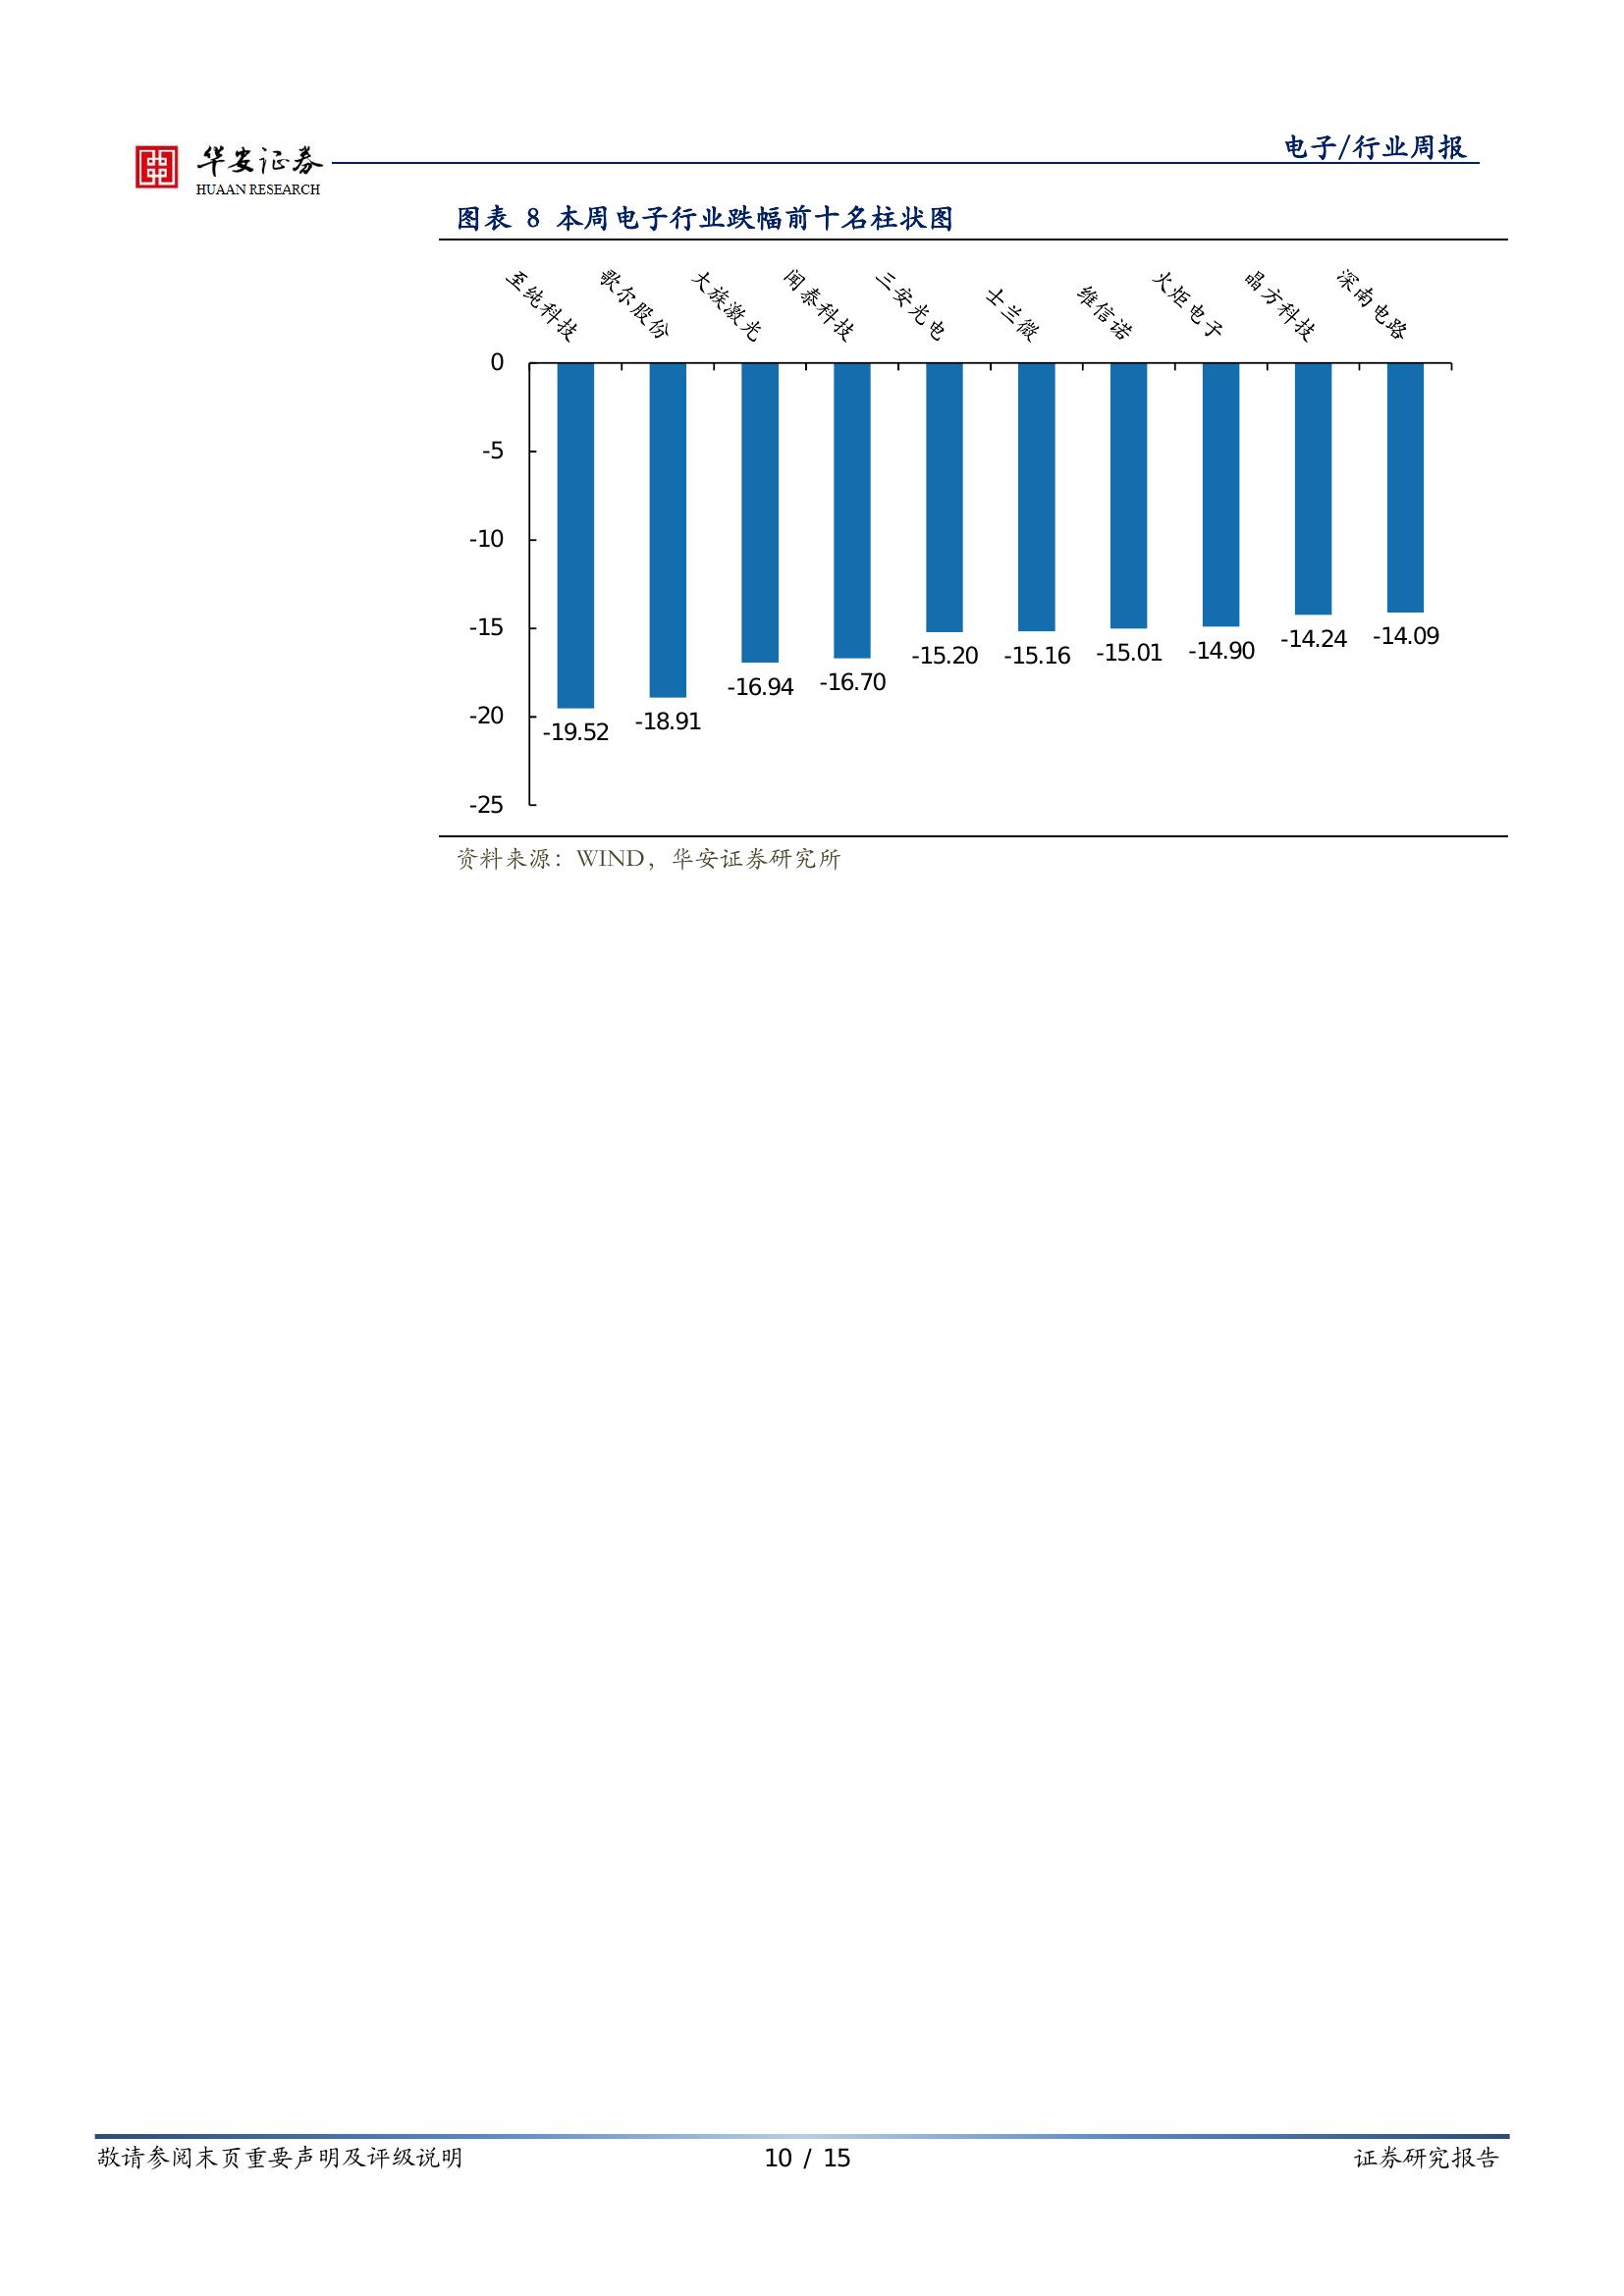 华安证券
HUAAN RESEARCH
电子/行业周报
图表 8 本周电子行业跌幅前十名柱状图
至纯科技
歌尔股份
大族激光
闻泰科技
三安光电
士兰微
维信诺
火炬电子
晶方科技
深南电路
0
-5
-10
-15
-20
-25
-19.52
-18.91
-16.94
-16.70
-15.20
-15.16
-15.01
-14.90
-14.24
-14.09
资料来源：WIND，华安证券研究所
敬请参阅末页重要声明及评级说明
10 / 15
证券研究报告